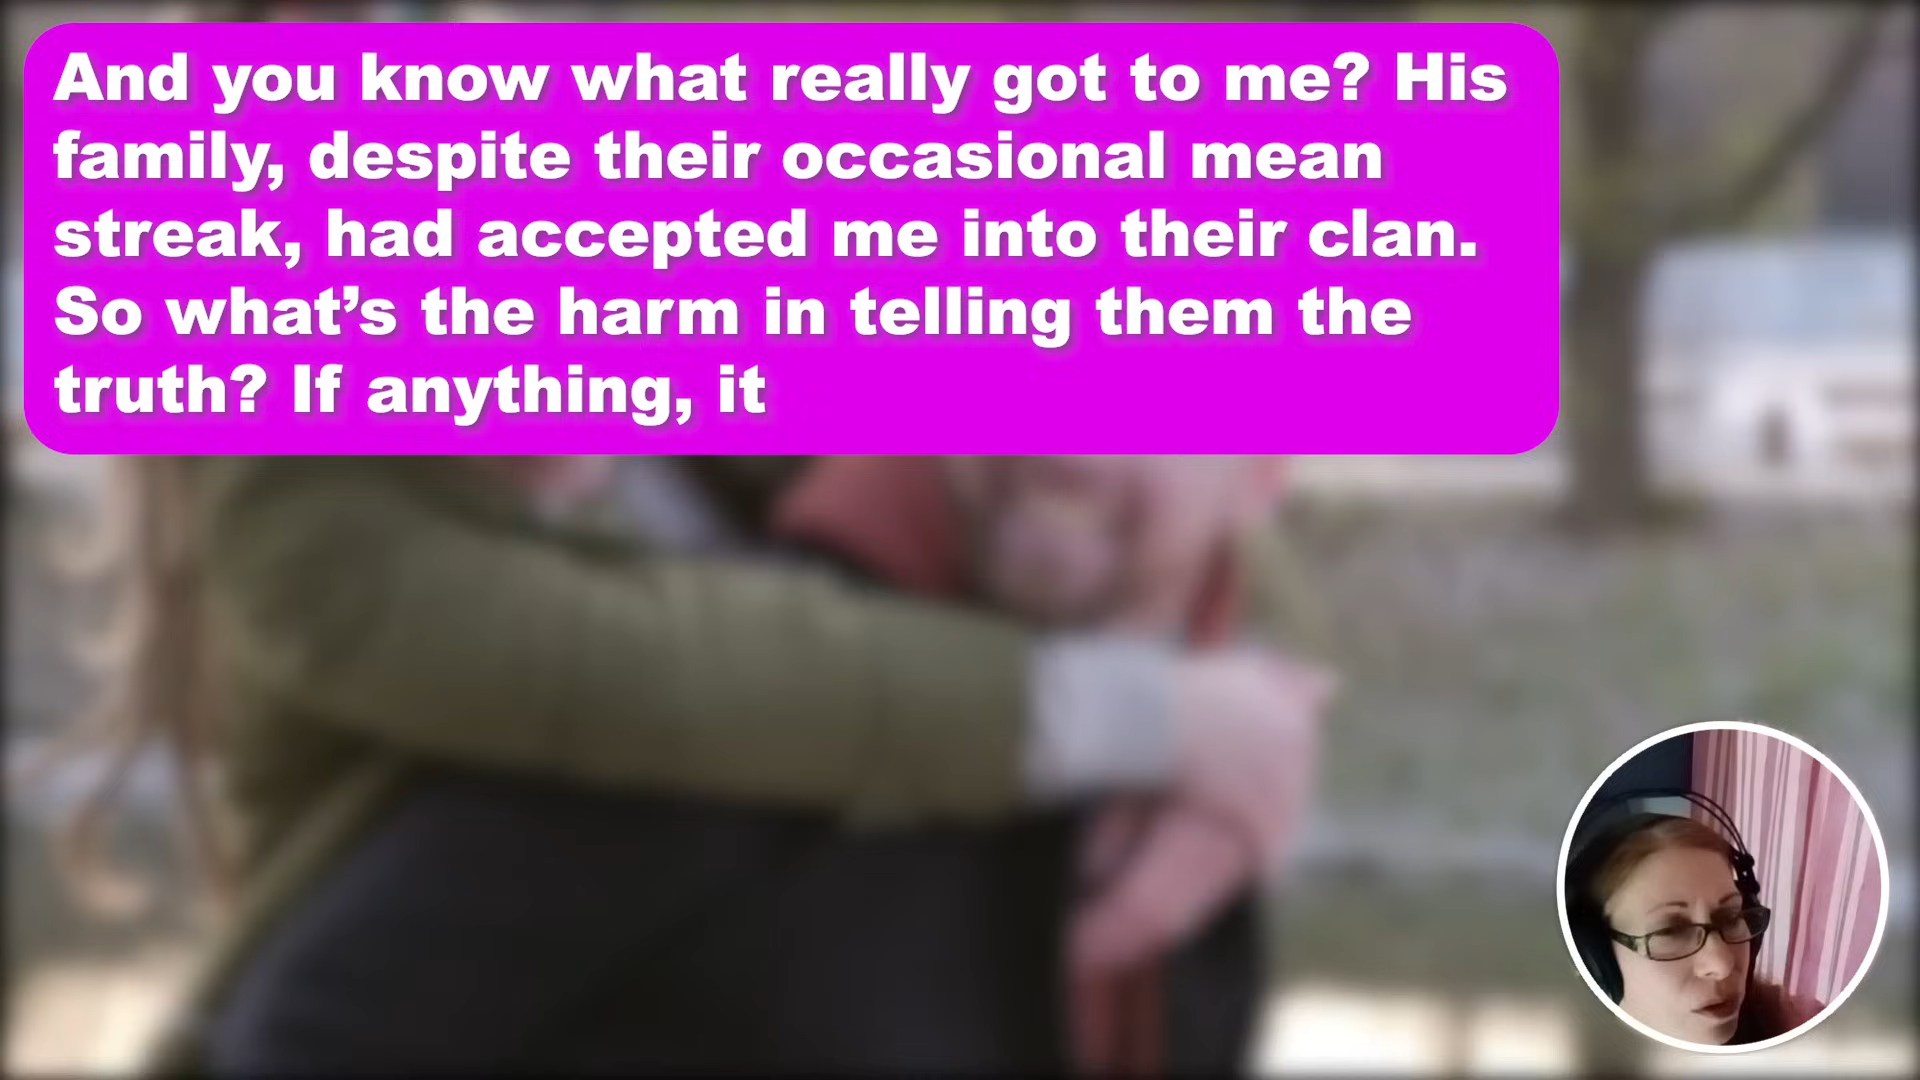 And you know what really got to me? His
family, despite their occasional mean
streak, had accepted me into their clan.
So what’s the harm in telling them the
truth? If anything, it